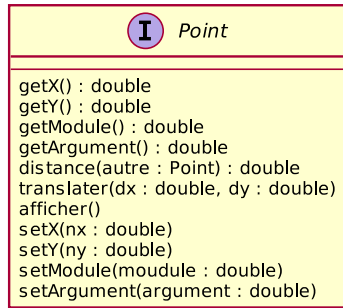 I Point
getX() : double
getY() : double
getModule() : double
getArgument() : double
distance(autre : Point) : double
translater(dx : double, dy : double)
afficher()
setX(nx : double)
setY(ny : double)
setModule(moudule : double)
setArgument(argument : double)